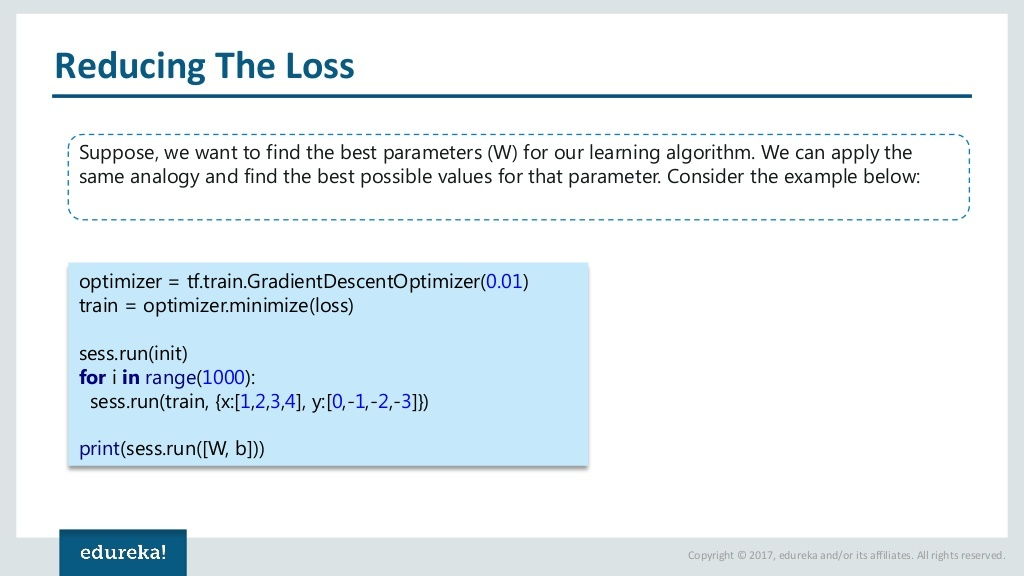 Reducing The Loss
Suppose, we want to find the best parameters (W) for our learning algorithm. We can apply the
same analogy and find the best possible values for that parameter. Consider the example below:
optimizer = tf.train.GradientDescentOptimizer(0.01)
train = optimizer.minimize(loss)
sess.run(init)
for i in range(1000):
  sess.run(train, {x:[1,2,3,4], y:[0,-1,-2,-3]})
print(sess.run([W, b]))
edureka!
Copyright © 2017, edureka and/or its affiliates. All rights reserved.